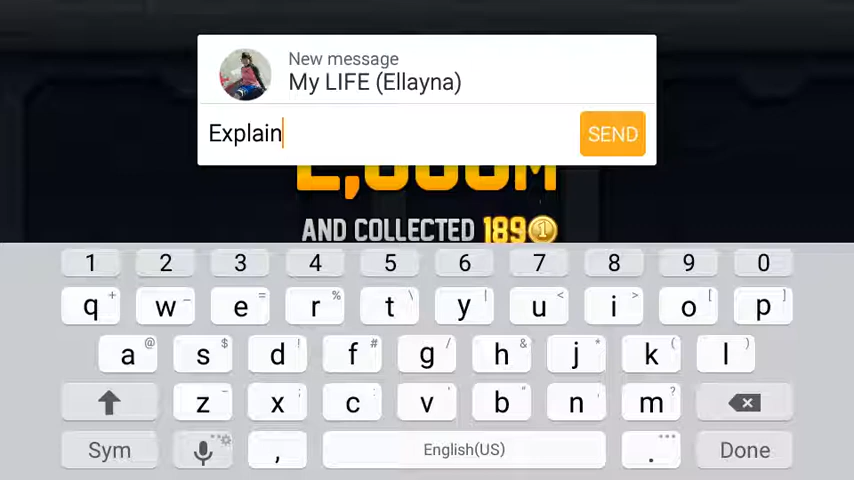 New message
My LIFE (Ellayna)
Explain
SEND
AND COLLECTED 189
1 2 3 4 5 6 7 8 9 0
q + w - e = r % t \ y | u < i > o [ p ]
a @ s $ d ! f # g / h & j * k ( l )
z x : c v b " n m ?
Sym , English(US) . Done